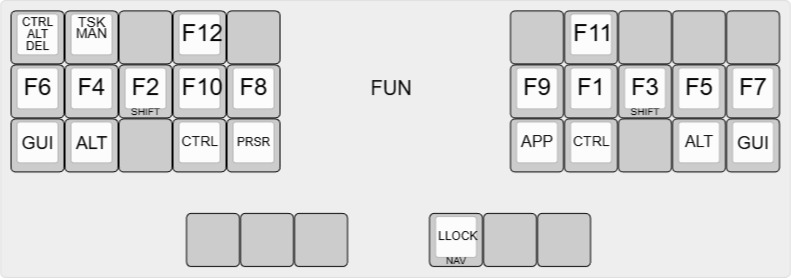 CTRL
ALT
DEL
TSK
MAN
F12
F11
F6 F4 F2 F10 F8
SHIFT
FUN
F9 F1 F3 F5 F7
SHIFT
GUI ALT CTRL PRSR
APP CTRL ALT GUI
LLOCK
NAV